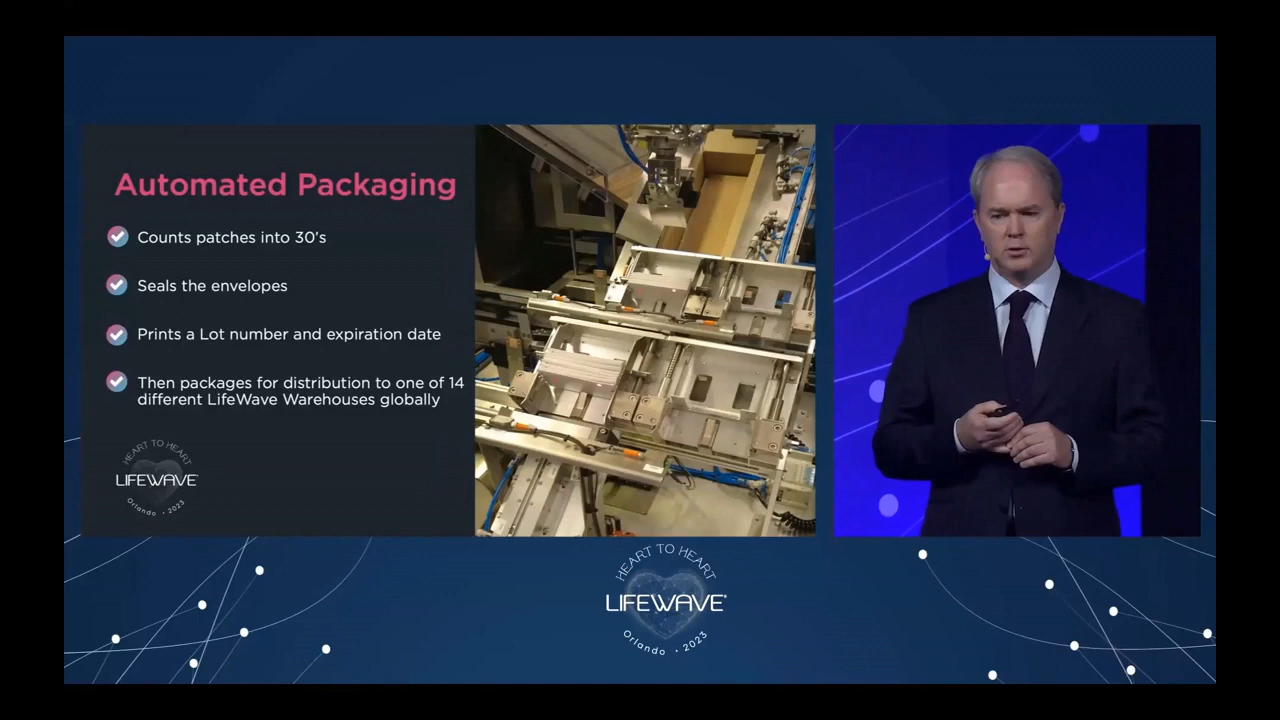 Automated Packaging
Counts patches into 30's
Seals the envelopes
Prints a Lot number and expiration date
Then packages for distribution to one of 14
different LifeWave Warehouses globally
HEART TO HEART
LIFEWAVE
Orlando • 2023
HEART TO HEART
LIFEWAVE®
Orlando • 2023